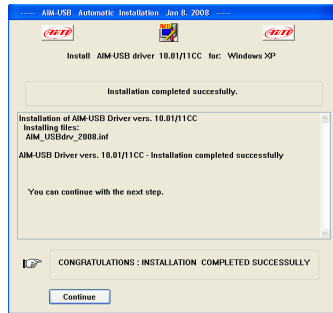 ----- AIM-USB Automatic Installation Jan 8. 2008 -----
AIM AIM
Install AIM-USB driver 10.01/11CC for: Windows XP
Installation completed succesfully.
Installation of AIM-USB Driver vers. 10.01/11CC
Installing files:
AIM_USBdrv_2008.inf
AIM-USB Driver vers. 10.01/11CC - Installation completed successfully
You can continue with the next step.
CONGRATULATIONS : INSTALLATION COMPLETED SUCCESSULLY
Continue